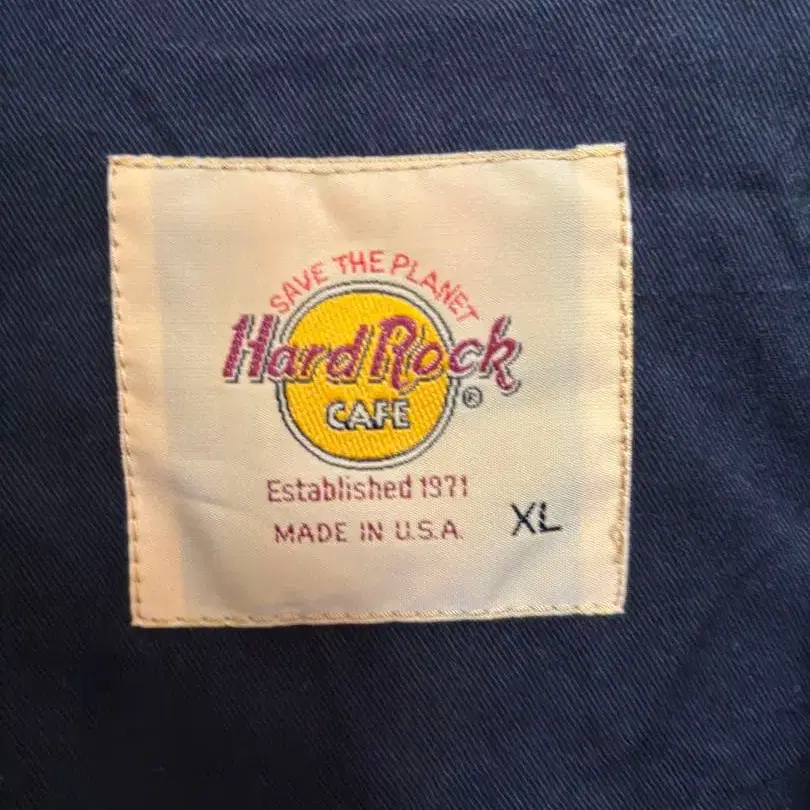 SAVE THE PLANET
Hard Rock
CAFE
®
Established 1971
MADE IN U.S.A.
XL